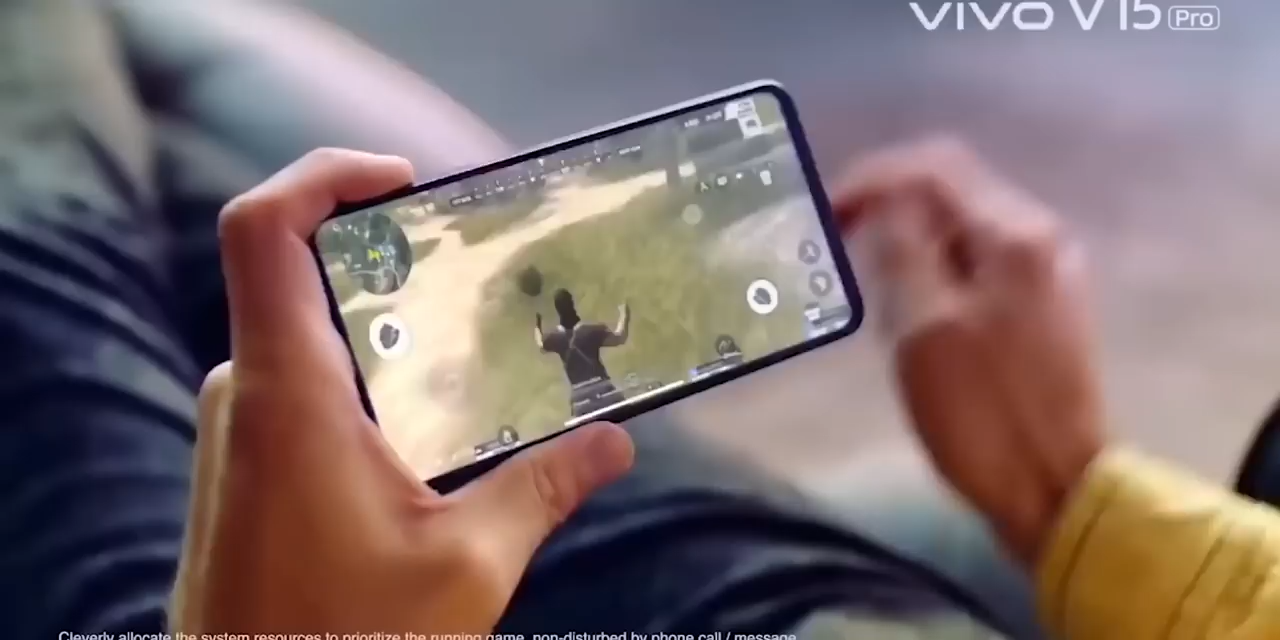 vivo V15 Pro
Cleverly allocate the system resources to prioritize the running game, non-disturbed by phone call / message